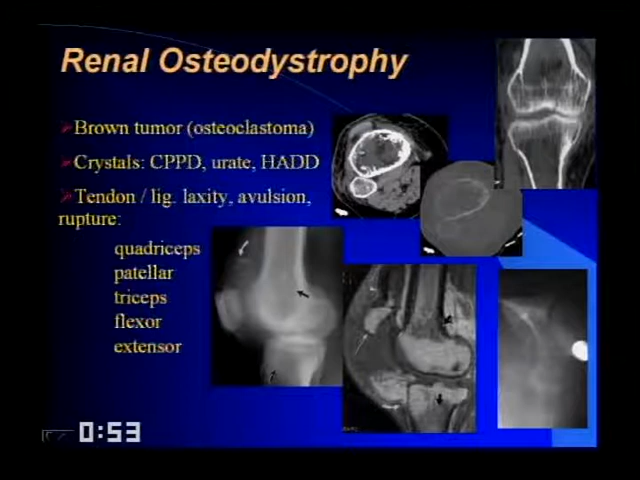 Renal Osteodystrophy
Brown tumor (osteoclastoma)
Crystals: CPPD, urate, HADD
Tendon / lig. laxity, avulsion,
rupture:
quadriceps
patellar
triceps
flexor
extensor
0:53